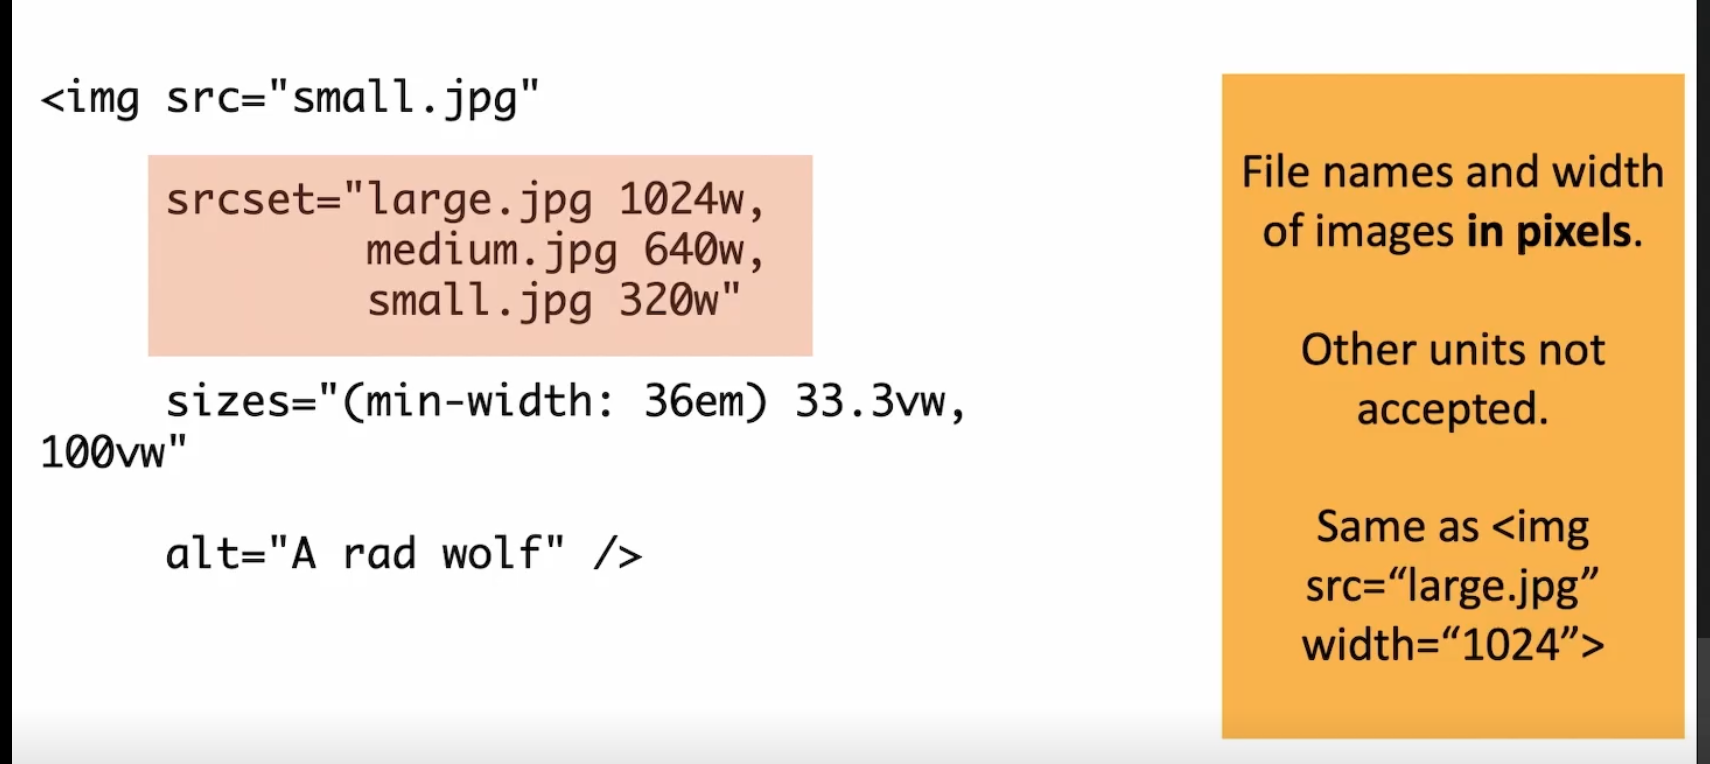 <img src="small.jpg"
srcset="large.jpg 1024w,
medium.jpg 640w,
small.jpg 320w"
sizes="(min-width: 36em) 33.3vw,
100vw"
alt="A rad wolf" />
File names and width
of images in pixels.
Other units not
accepted.
Same as <img
src=“large.jpg”
width=“1024”>